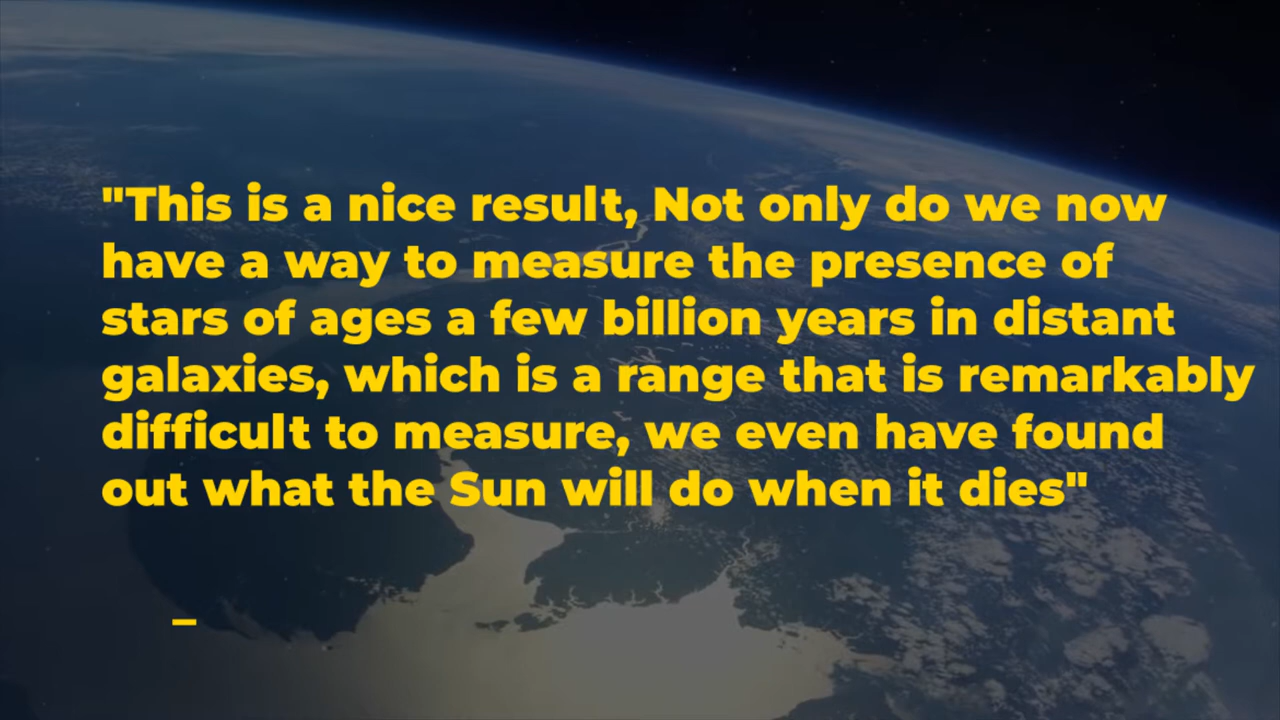 "This is a nice result, Not only do we now
have a way to measure the presence of
stars of ages a few billion years in distant
galaxies, which is a range that is remarkably
difficult to measure, we even have found
out what the Sun will do when it dies"
–